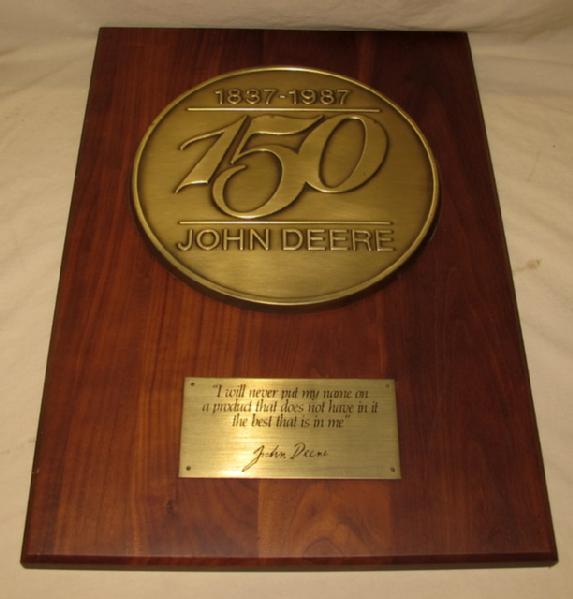 1837-1987
150
JOHN DEERE
"I will never put my name on
a product that does not have in it
the best that is in me"
John Deere